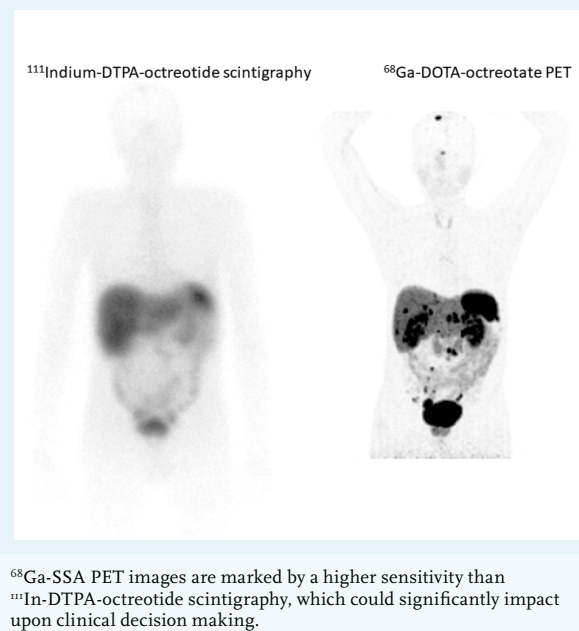 ¹¹¹Indium-DTPA-octreotide scintigraphy
⁶⁸Ga-DOTA-octreotate PET
⁶⁸Ga-SSA PET images are marked by a higher sensitivity than
¹¹¹In-DTPA-octreotide scintigraphy, which could significantly impact
upon clinical decision making.